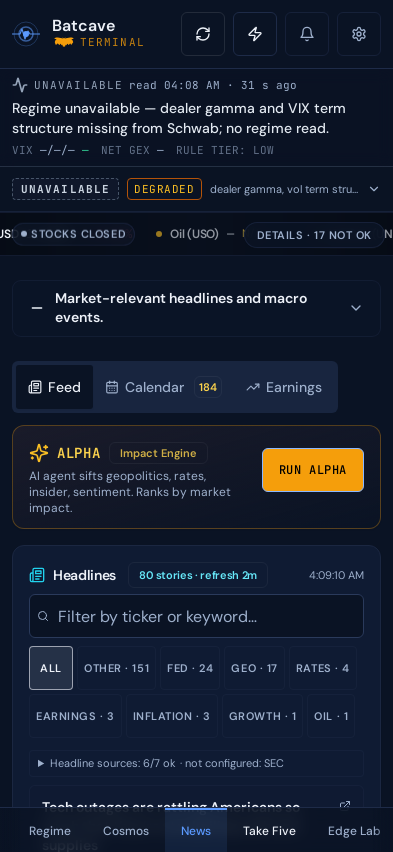 Batcave
TERMINAL
UNAVAILABLE read 04:08 AM · 31 s ago
Regime unavailable — dealer gamma and VIX term
structure missing from Schwab; no regime read.
VIX —/—/— — NET GEX — RULE TIER: LOW
UNAVAILABLE DEGRADED dealer gamma, vol term stru...
STOCKS CLOSED Oil (USO) — DETAILS · 17 NOT OK
Market-relevant headlines and macro
events.
Feed Calendar 184 Earnings
ALPHA Impact Engine
AI agent sifts geopolitics, rates,
insider, sentiment. Ranks by market
impact.
RUN ALPHA
Headlines 80 stories · refresh 2m 4:09:10 AM
Filter by ticker or keyword...
ALL OTHER · 151 FED · 24 GEO · 17 RATES · 4
EARNINGS · 3 INFLATION · 3 GROWTH · 1 OIL · 1
Headline sources: 6/7 ok · not configured: SEC
Tech outages are rattling Americans as
supplies
Regime Cosmos News Take Five Edge Lab